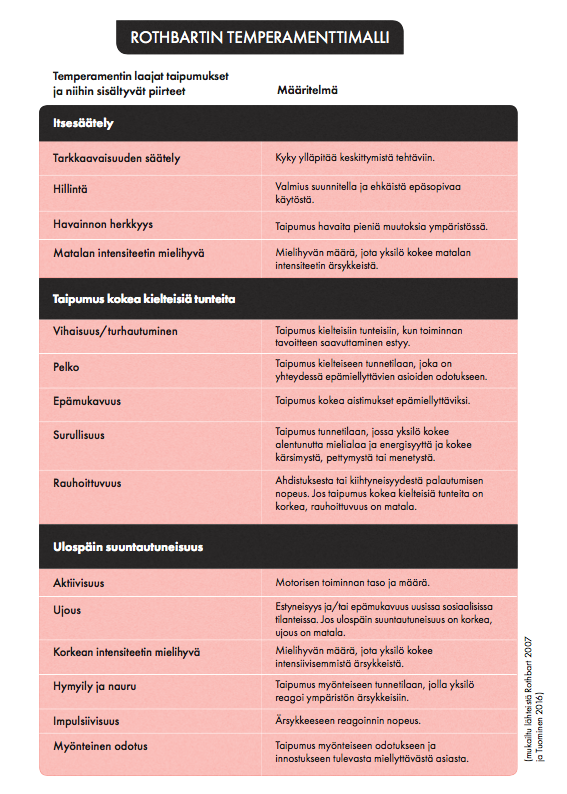 ROTHBARTIN TEMPERAMENTTIMALLI
Temperamentin laajat taipumukset
ja niihin sisältyvät piirteet
Määritelmä
Itsesäätely
Tarkkaavaisuuden säätely
Kyky ylläpitää keskittymistä tehtäviin.
Hillintä
Valmius suunnitella ja ehkäistä epäsopivaa
käytöstä.
Havainnon herkkyys
Taipumus havaita pieniä muutoksia ympäristössä.
Matalan intensiteetin mielihyvä
Mielihyvän määrä, jota yksilö kokee matalan
intensiteetin ärsykkeistä.
Taipumus kokea kielteisiä tunteita
Vihaisuus/turhautuminen
Taipumus kielteisiin tunteisiin, kun toiminnan
tavoitteen saavuttaminen estyy.
Pelko
Taipumus kielteiseen tunnetilaan, joka on
yhteydessä epämiellyttävien asioiden odotukseen.
Epämukavuus
Taipumus kokea aistimukset epämiellyttäviksi.
Surullisuus
Taipumus tunnetilaan, jossa yksilö kokee
alentunutta mielialaa ja energisyyttä ja kokee
kärsimystä, pettymystä tai menetystä.
Rauhoittuvuus
Ahdistuksesta tai kiihtyneisyydestä palautumisen
nopeus. Jos taipumus kokea kielteisiä tunteita on
korkea, rauhoittuvuus on matala.
Ulospäin suuntautuneisuus
Aktiivisuus
Motorisen toiminnan taso ja määrä.
Ujous
Estyneisyys ja/tai epämukavuus uusissa sosiaalisissa
tilanteissa. Jos ulospäin suuntautuneisuus on korkea,
ujous on matala.
Korkean intensiteetin mielihyvä
Mielihyvän määrä, jota yksilö kokee
intensiivisemmistä ärsykkeistä.
Hymyily ja nauru
Taipumus myönteiseen tunnetilaan, jolla yksilö
reagoi ympäristön ärsykkeisiin.
Impulsiivisuus
Ärsykkeeseen reagoinnin nopeus.
Myönteinen odotus
Taipumus myönteiseen odotukseen ja
innostukseen tulevasta miellyttävästä asiasta.
(mukailtu lähteistä Rothbart 2007
ja Tuominen 2016)